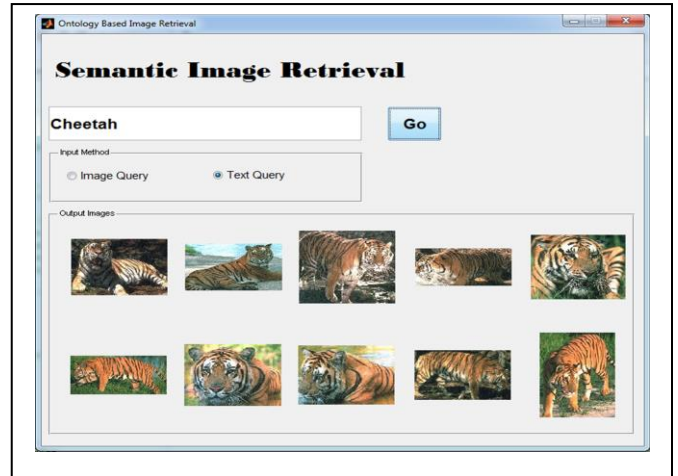 Ontology Based Image Retrieval
Semantic Image Retrieval
Cheetah
Go
Input Method
Image Query
Text Query
Output Images